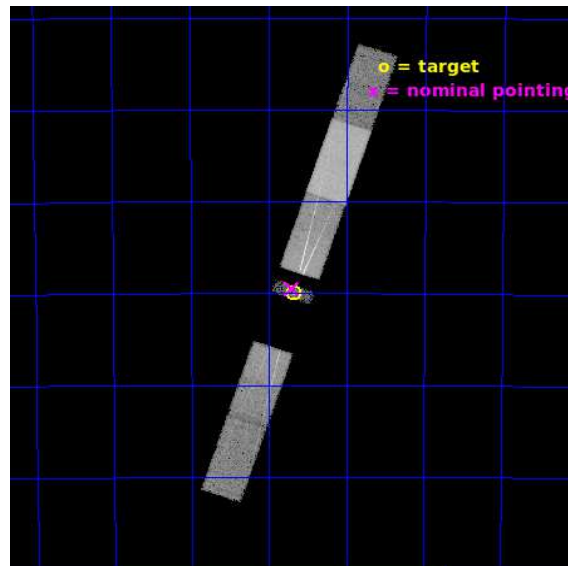 o = target
x = nominal pointing